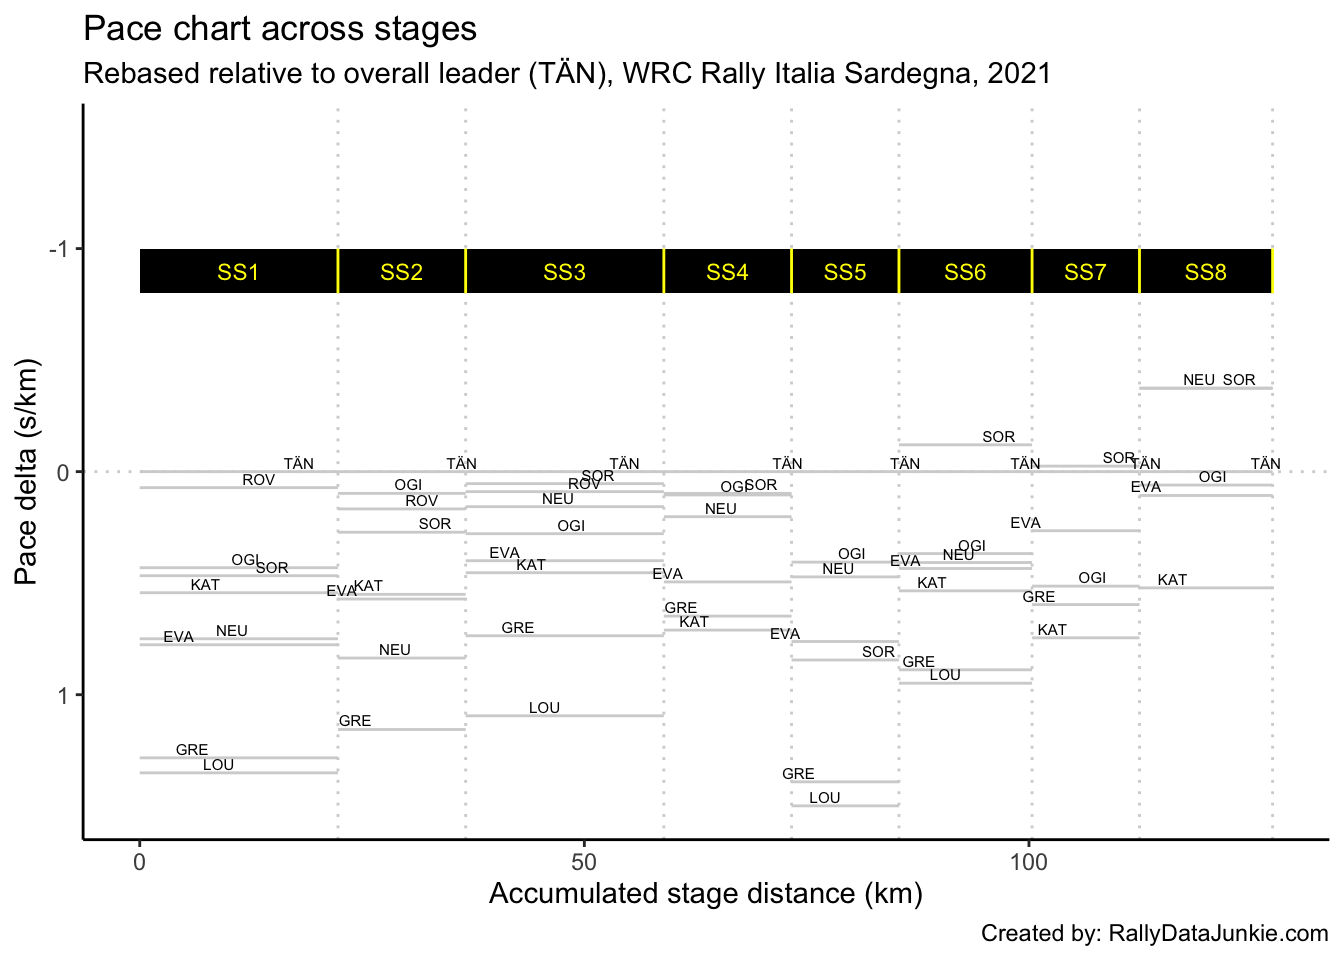 Pace chart across stages
Rebased relative to overall leader (TÄN), WRC Rally Italia Sardegna, 2021
-1
SS1 SS2 SS3 SS4 SS5 SS6 SS7 SS8
NEU SOR
SOR
SOR
0
TÄN TÄN TÄN TÄN TÄN TÄN TÄN TÄN
SOR
ROV OGI ROV OGI SOR OGI
EVA
ROV NEU NEU
SOR OGI EVA
OGI EVA OGI OGI
NEU
SOR KAT EVA NEU EVA
KAT EVA KAT KAT OGI KAT
GRE GRE
KAT
EVA NEU GRE EVA KAT
NEU SOR
GRE
LOU
1
GRE LOU
GRE GRE
LOU LOU
Pace delta (s/km)
0 50 100
Accumulated stage distance (km)
Created by: RallyDataJunkie.com